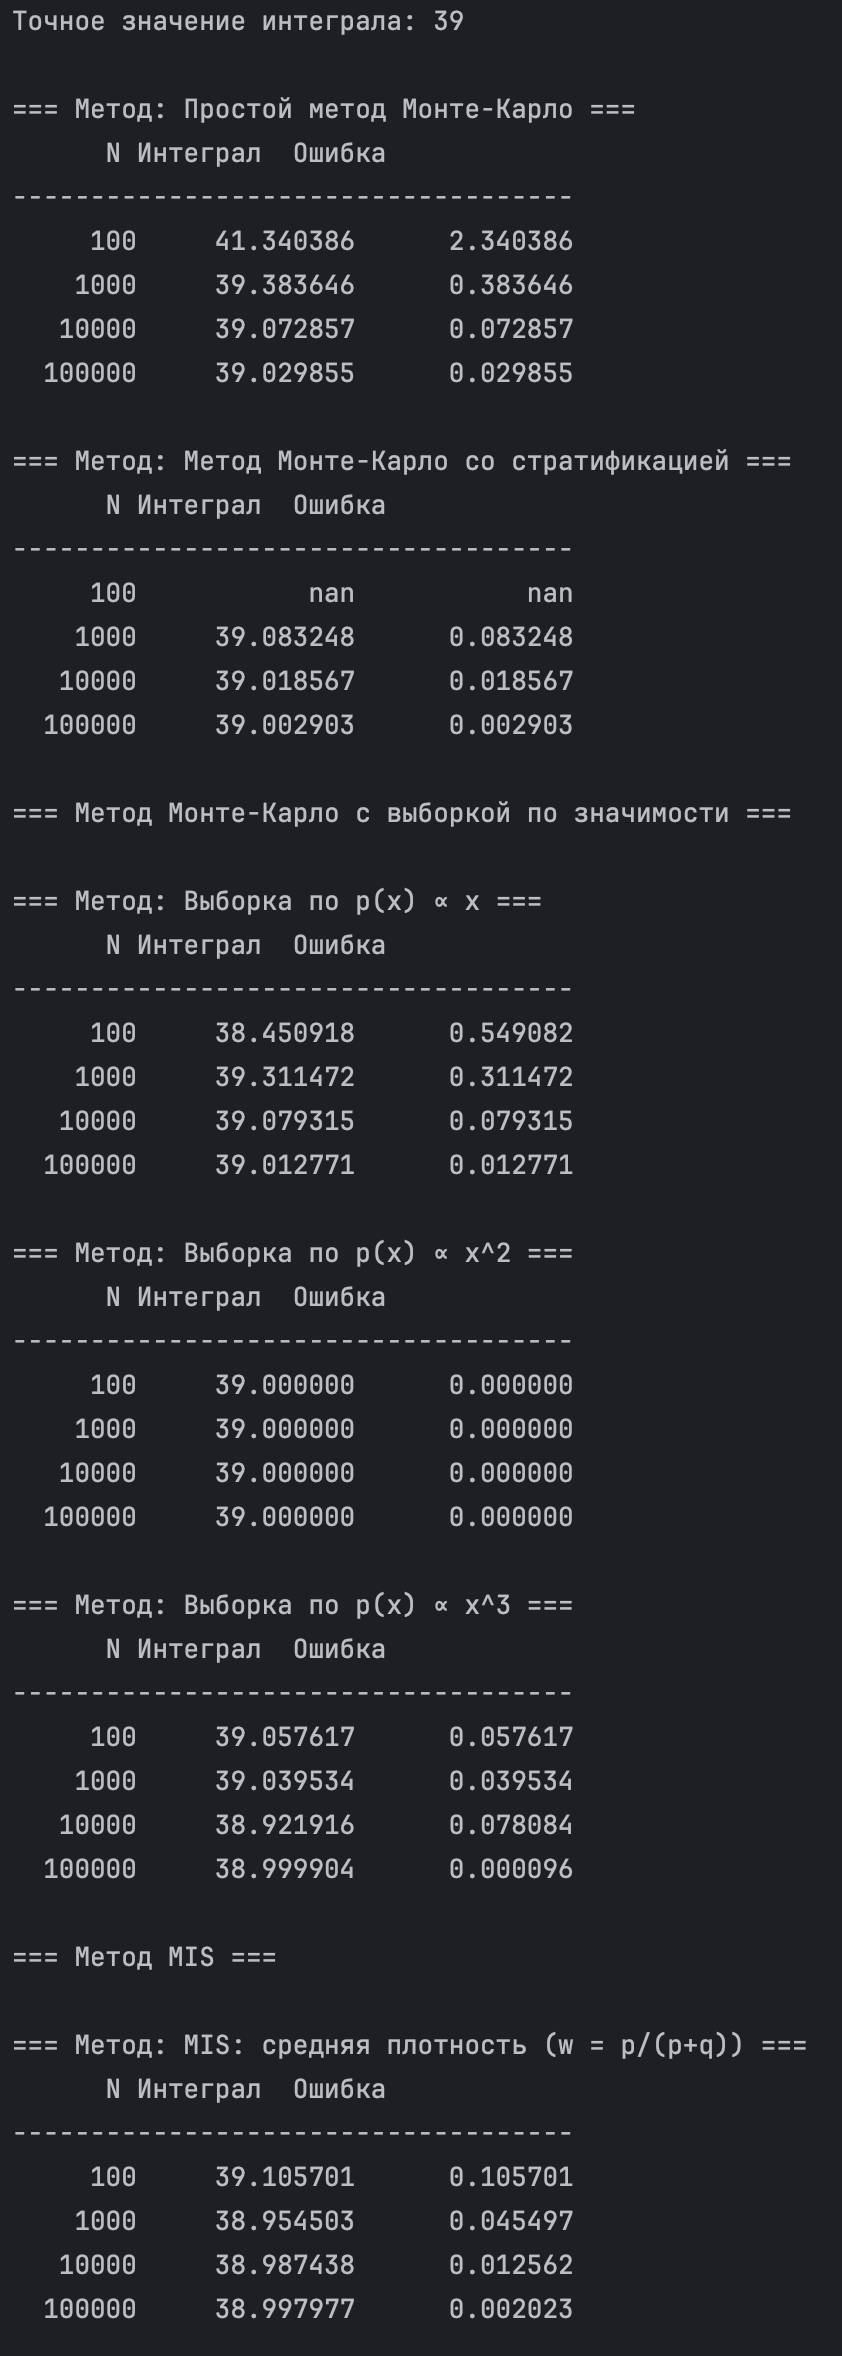 Точное значение интеграла: 39
=== Метод: Простой метод Монте-Карло ===
N Интеграл  Ошибка
------------------------------------
100     41.340386      2.340386
1000     39.383646      0.383646
10000     39.072857      0.072857
100000     39.029855      0.029855
=== Метод: Метод Монте-Карло со стратификацией ===
N Интеграл  Ошибка
------------------------------------
100           nan           nan
1000     39.083248      0.083248
10000     39.018567      0.018567
100000     39.002903      0.002903
=== Метод Монте-Карло с выборкой по значимости ===
=== Метод: Выборка по p(x) ∝ x ===
N Интеграл  Ошибка
------------------------------------
100     38.450918      0.549082
1000     39.311472      0.311472
10000     39.079315      0.079315
100000     39.012771      0.012771
=== Метод: Выборка по p(x) ∝ x^2 ===
N Интеграл  Ошибка
------------------------------------
100     39.000000      0.000000
1000     39.000000      0.000000
10000     39.000000      0.000000
100000     39.000000      0.000000
=== Метод: Выборка по p(x) ∝ x^3 ===
N Интеграл  Ошибка
------------------------------------
100     39.057617      0.057617
1000     39.039534      0.039534
10000     38.921916      0.078084
100000     38.999904      0.000096
=== Метод MIS ===
=== Метод: MIS: средняя плотность (w = p/(p+q)) ===
N Интеграл  Ошибка
------------------------------------
100     39.105701      0.105701
1000     38.954503      0.045497
10000     38.987438      0.012562
100000     38.997977      0.002023